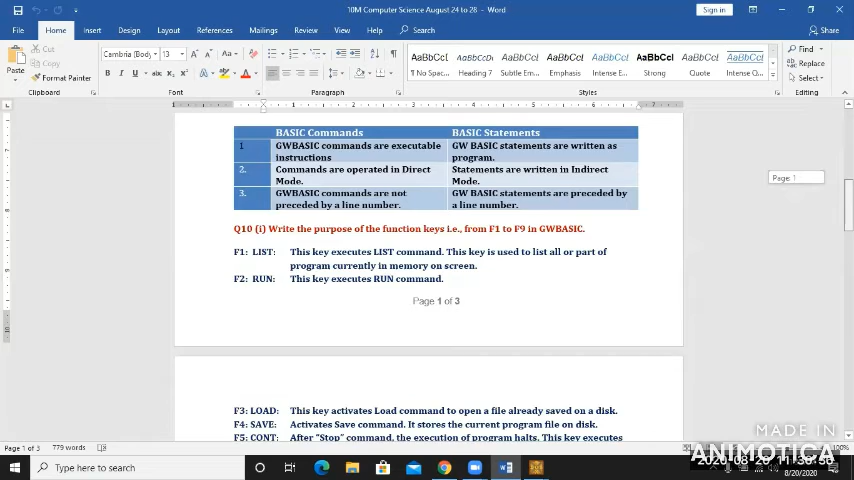 10M Computer Science August 24 to 28 - Word
Sign in
File Home Insert Design Layout References Mailings Review View Help Search Share
Cut
Copy
Format Painter
Paste
Cambria (Body 13
AaBbCcI AaBbCcDc AaBbCcDc AaBbCcDc AaBbCcDc AaBbCcDc AaBbCcDc AaBbCcDc
¶ No Spac... Heading 7 Subtle Em... Emphasis Intense E... Strong Quote Intense Q...
Find
Replace
Select
Clipboard Font Paragraph Styles Editing
Page: 1
BASIC Commands BASIC Statements
1 GWBASIC commands are executable instructions GW BASIC statements are written as program.
2. Commands are operated in Direct Mode. Statements are written in Indirect Mode.
3. GWBASIC commands are not preceded by a line number. GW BASIC statements are preceded by a line number.
Q10 (i) Write the purpose of the function keys i.e., from F1 to F9 in GWBASIC.
F1: LIST: This key executes LIST command. This key is used to list all or part of
program currently in memory on screen.
F2: RUN: This key executes RUN command.
Page 1 of 3
F3: LOAD: This key activates Load command to open a file already saved on a disk.
F4: SAVE: Activates Save command. It stores the current program file on disk.
F5: CONT: After "Stop" command, the execution of program halts. This key executes
MADE IN
ANIMOTICA
Page 1 of 3 779 words
Type here to search
8/20/2020